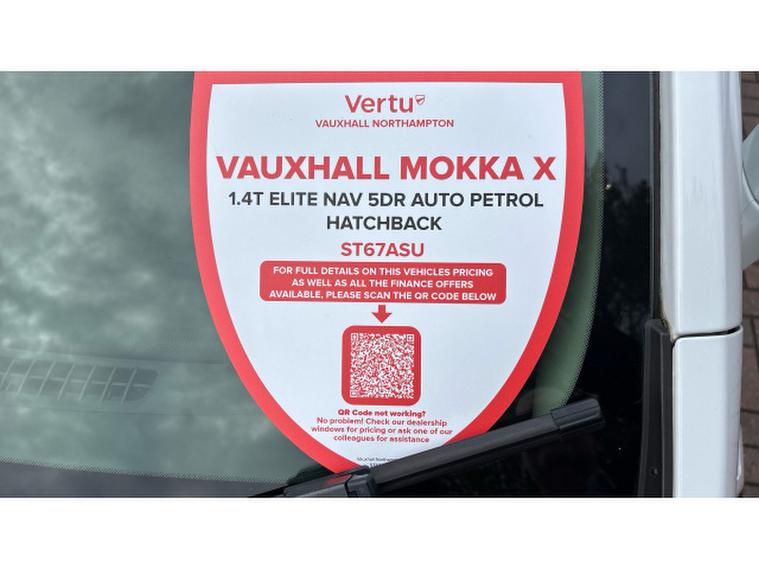 Vertu
VAUXHALL NORTHAMPTON
VAUXHALL MOKKA X
1.4T ELITE NAV 5DR AUTO PETROL
HATCHBACK
ST67ASU
FOR FULL DETAILS ON THIS VEHICLES PRICING
AS WELL AS ALL THE FINANCE OFFERS
AVAILABLE, PLEASE SCAN THE QR CODE BELOW
QR Code not working?
No problem! Check our dealership
windows for pricing or ask one of our
colleagues for assistance